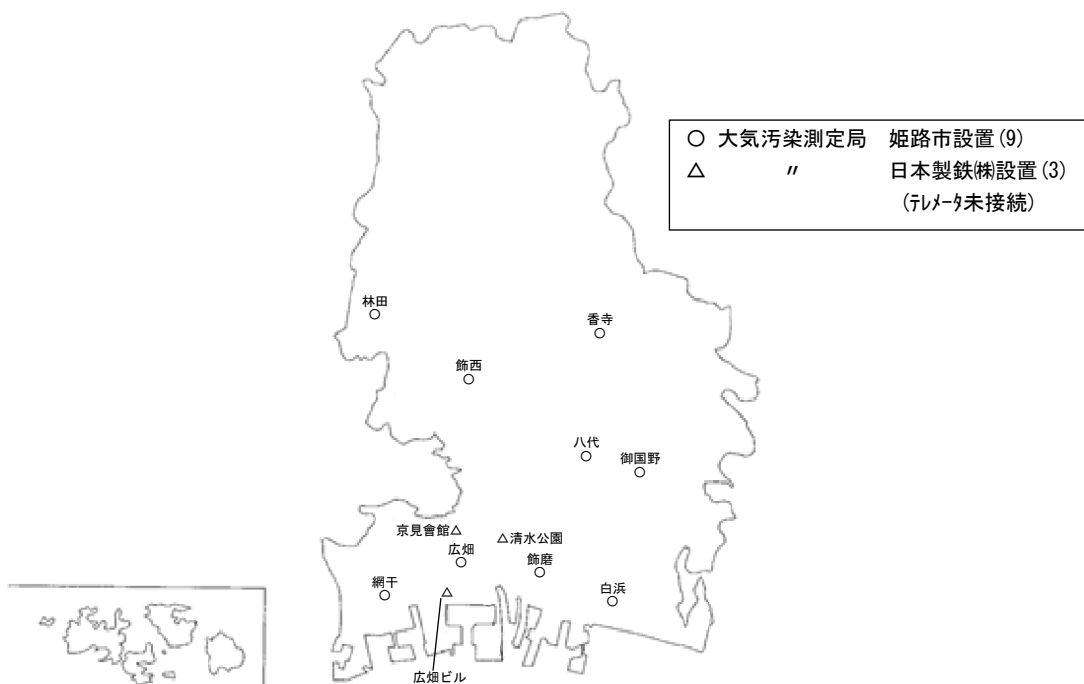 ○ 大気汚染測定局 姫路市設置(9)
△ 〃 日本製鉄㈱設置(3)
(ﾃﾚﾒｰﾀ未接続)
林田
香寺
飾西
八代
御国野
京見會館
清水公園
広畑
飾磨
網干
白浜
広畑ビル